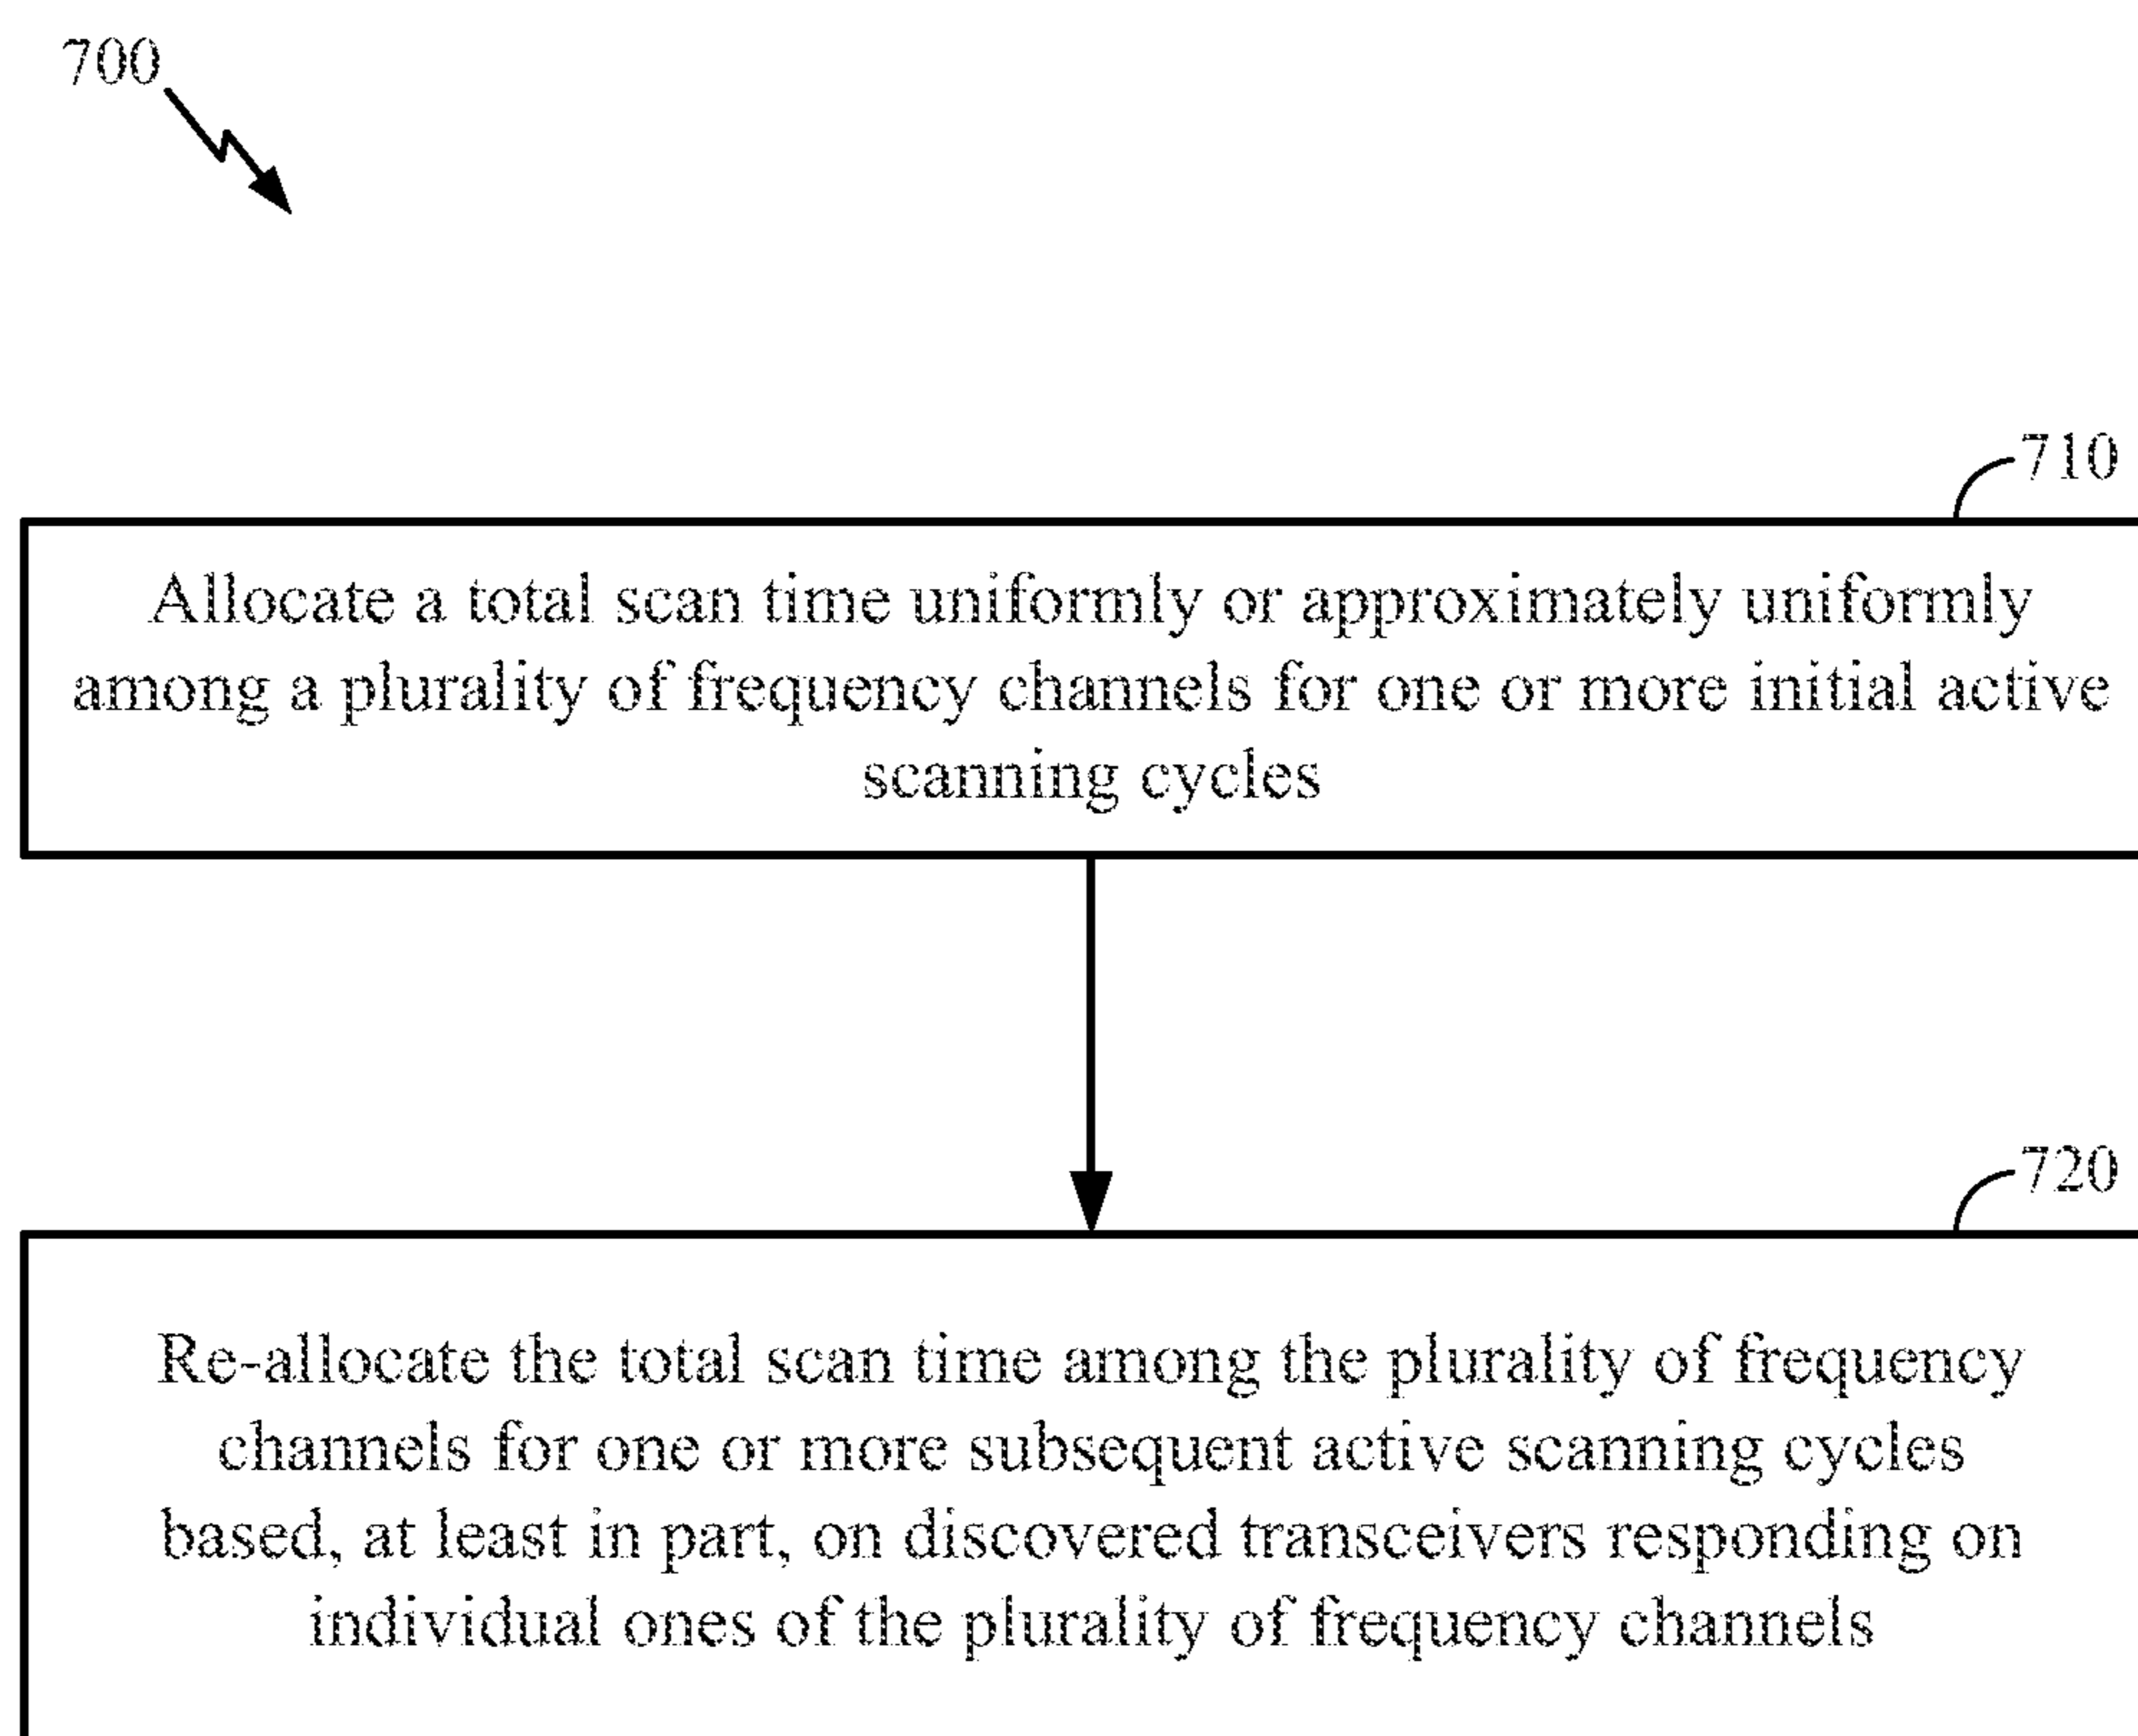 700
710
Allocate a total scan time uniformly or approximately uniformly
among a plurality of frequency channels for one or more initial active
scanning cycles
720
Re-allocate the total scan time among the plurality of frequency
channels for one or more subsequent active scanning cycles
based, at least in part, on discovered transceivers responding on
individual ones of the plurality of frequency channels